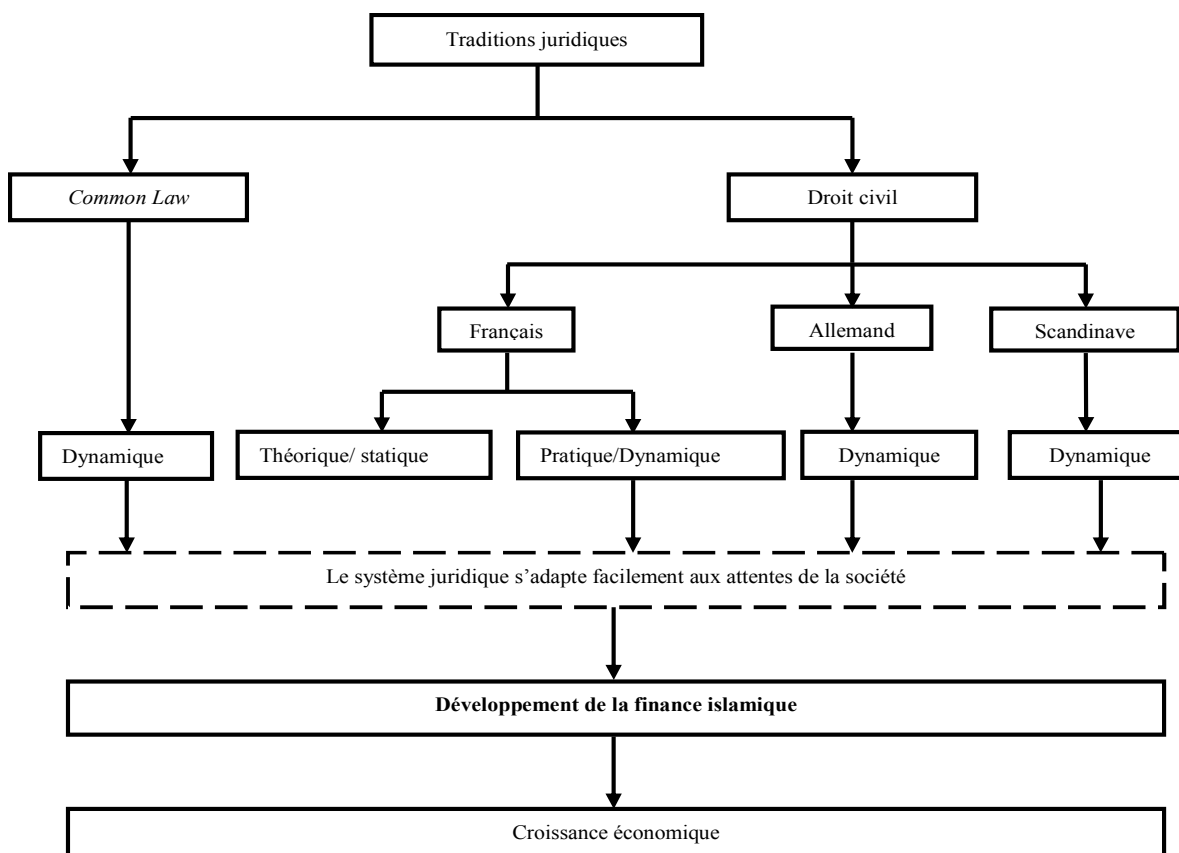 Traditions juridiques
Common Law
Droit civil
Français
Allemand
Scandinave
Dynamique
Théorique/ statique
Pratique/Dynamique
Dynamique
Dynamique
Le système juridique s’adapte facilement aux attentes de la société
Développement de la finance islamique
Croissance économique